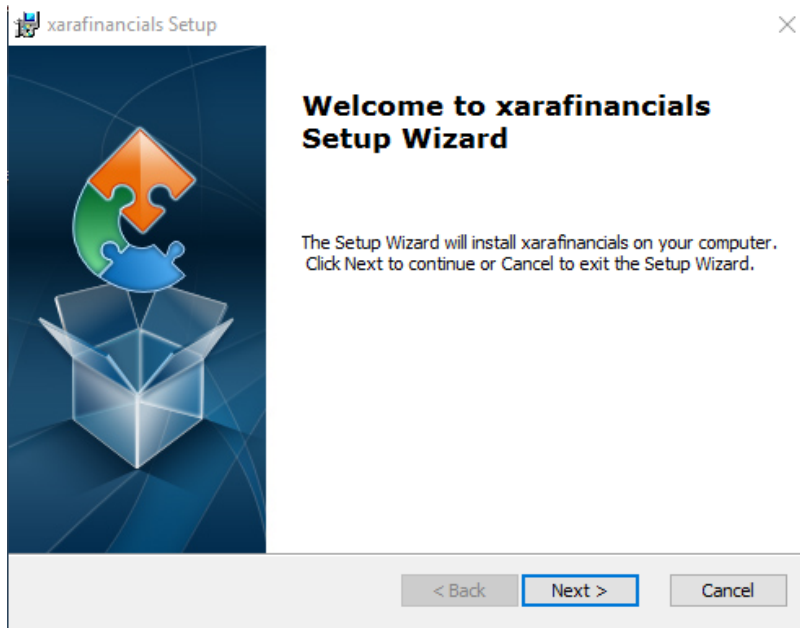 xarafinancials Setup
Welcome to xarafinancials
Setup Wizard
The Setup Wizard will install xarafinancials on your computer.
Click Next to continue or Cancel to exit the Setup Wizard.
< Back
Next >
Cancel